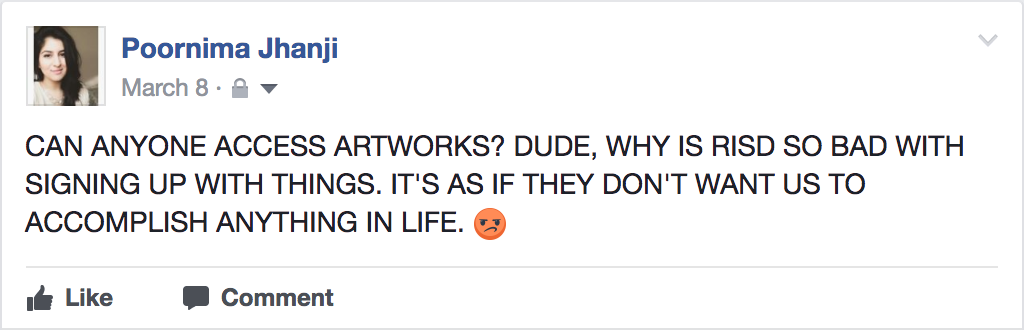 Poornima Jhanji
March 8 ·
CAN ANYONE ACCESS ARTWORKS? DUDE, WHY IS RISD SO BAD WITH
SIGNING UP WITH THINGS. IT'S AS IF THEY DON'T WANT US TO
ACCOMPLISH ANYTHING IN LIFE. 😡
Like Comment